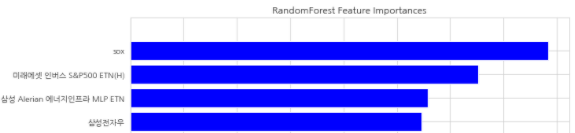 RandomForest Feature Importances
sox
미래에셋 인버스 S&P500 ETN(H)
삼성 Alerian 에너지인프라 MLP ETN
삼성전자우